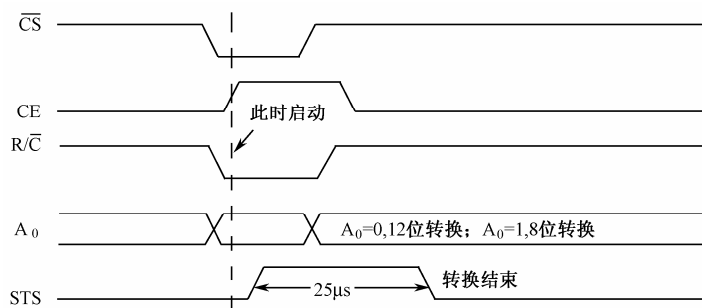 C̅S̅
CE
此时启动
R/C̅
A₀
A₀=0,12位转换；A₀=1,8位转换
25μs
转换结束
STS